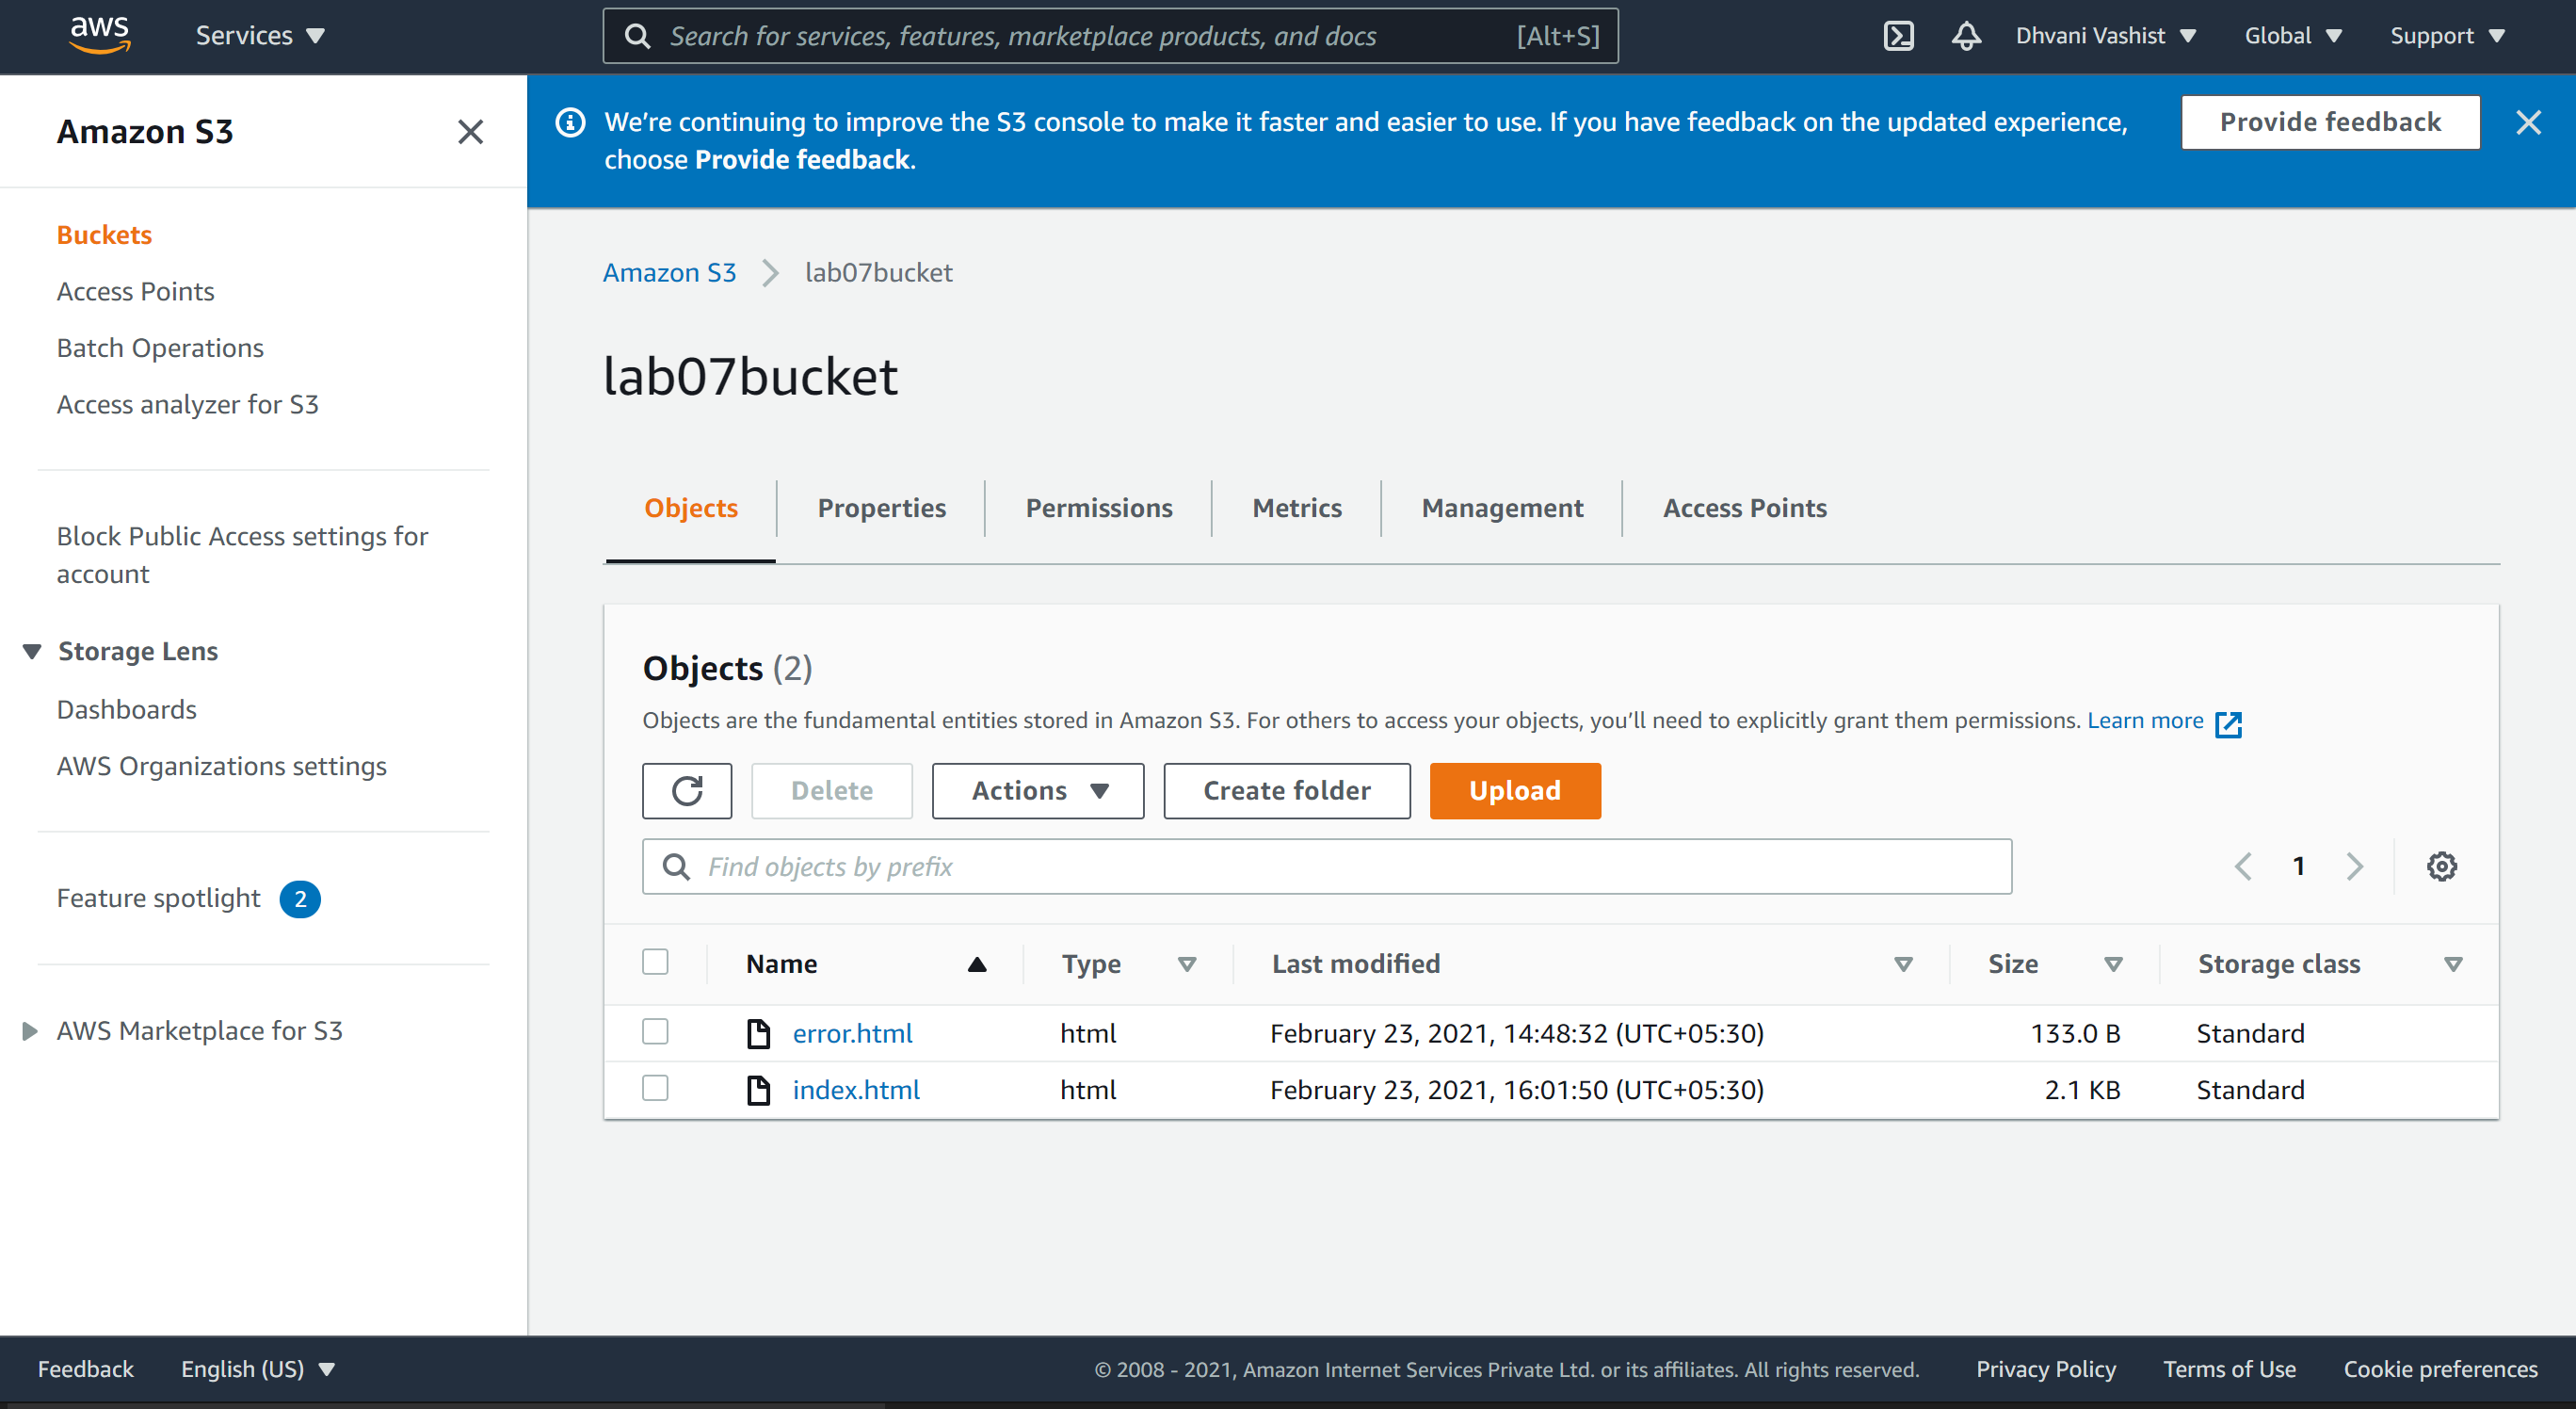 aws Services Search for services, features, marketplace products, and docs [Alt+S] Dhvani Vashist Global Support
Amazon S3
Buckets
Access Points
Batch Operations
Access analyzer for S3
Block Public Access settings for
account
Storage Lens
Dashboards
AWS Organizations settings
Feature spotlight 2
AWS Marketplace for S3
We're continuing to improve the S3 console to make it faster and easier to use. If you have feedback on the updated experience,
choose Provide feedback.
Provide feedback
Amazon S3 lab07bucket
lab07bucket
Objects Properties Permissions Metrics Management Access Points
Objects (2)
Objects are the fundamental entities stored in Amazon S3. For others to access your objects, you'll need to explicitly grant them permissions. Learn more
Delete Actions Create folder Upload
Find objects by prefix 1
Name Type Last modified Size Storage class
error.html html February 23, 2021, 14:48:32 (UTC+05:30) 133.0 B Standard
index.html html February 23, 2021, 16:01:50 (UTC+05:30) 2.1 KB Standard
Feedback English (US) © 2008 - 2021, Amazon Internet Services Private Ltd. or its affiliates. All rights reserved. Privacy Policy Terms of Use Cookie preferences